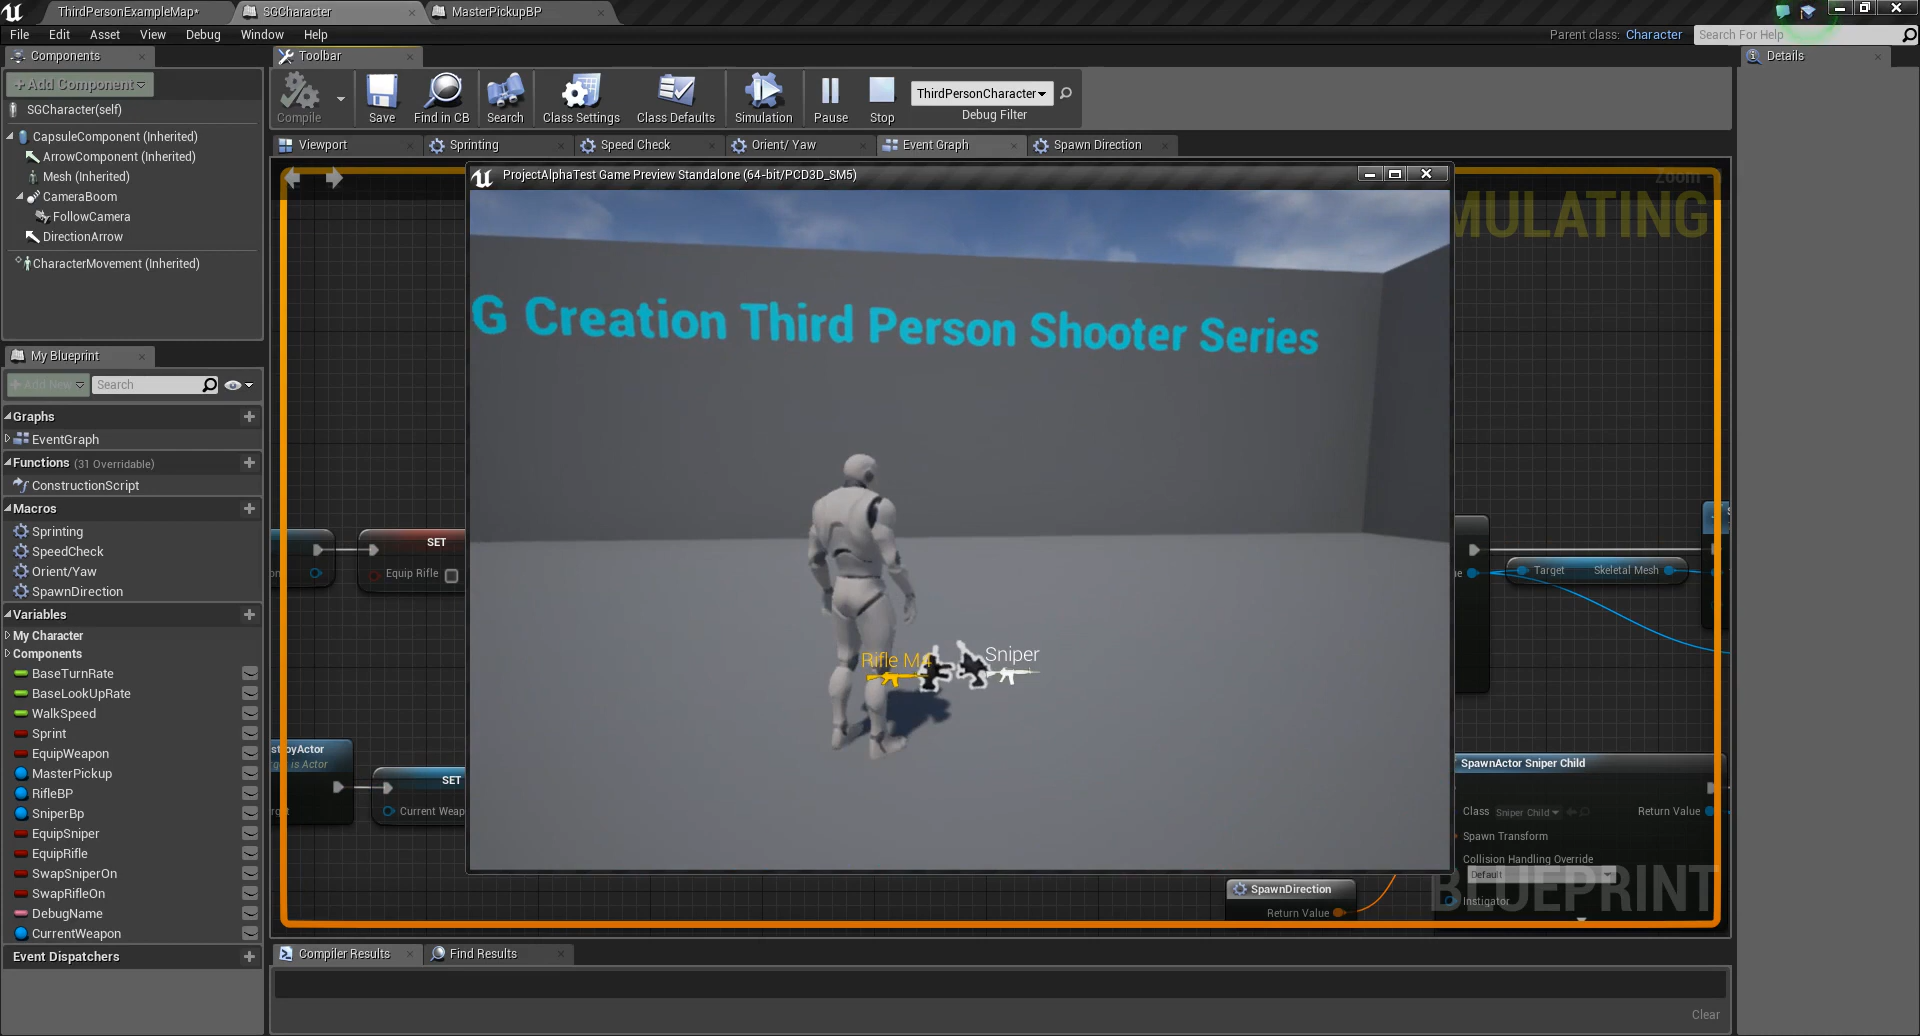 ThirdPersonExampleMap*
SGCharacter
MasterPickupBP
File Edit Asset View Debug Window Help
Parent class: Character
Search For Help
Components
Toolbar
Details
+Add Component
SGCharacter(self)
CapsuleComponent (Inherited)
ArrowComponent (Inherited)
Mesh (Inherited)
CameraBoom
FollowCamera
DirectionArrow
CharacterMovement (Inherited)
Compile
Save
Find in CB
Search
Class Settings
Class Defaults
Simulation
Pause
Stop
ThirdPersonCharacter
Debug Filter
Viewport
Sprinting
Speed Check
Orient/ Yaw
Event Graph
Spawn Direction
ProjectAlphaTest Game Preview Standalone (64-bit/PCD3D_SM5)
Zoom -
MULATING
G Creation Third Person Shooter Series
Rifle M4
Sniper
My Blueprint
+Add New
Search
Graphs
EventGraph
Functions (31 Overridable)
ConstructionScript
Macros
Sprinting
SpeedCheck
Orient/Yaw
SpawnDirection
Variables
My Character
Components
BaseTurnRate
BaseLookUpRate
WalkSpeed
Sprint
EquipWeapon
MasterPickup
RifleBP
SniperBp
EquipSniper
EquipRifle
SwapSniperOn
SwapRifleOn
DebugName
CurrentWeapon
Event Dispatchers
SET
Equip Rifle
Target
Skeletal Mesh
stroyActor
rget is Actor
SET
Current Weap
SpawnActor Sniper Child
Class Sniper Child
Return Value
Spawn Transform
Collision Handling Override
Default
Instigator
BLUEPRINT
SpawnDirection
Return Value
Compiler Results
Find Results
Clear